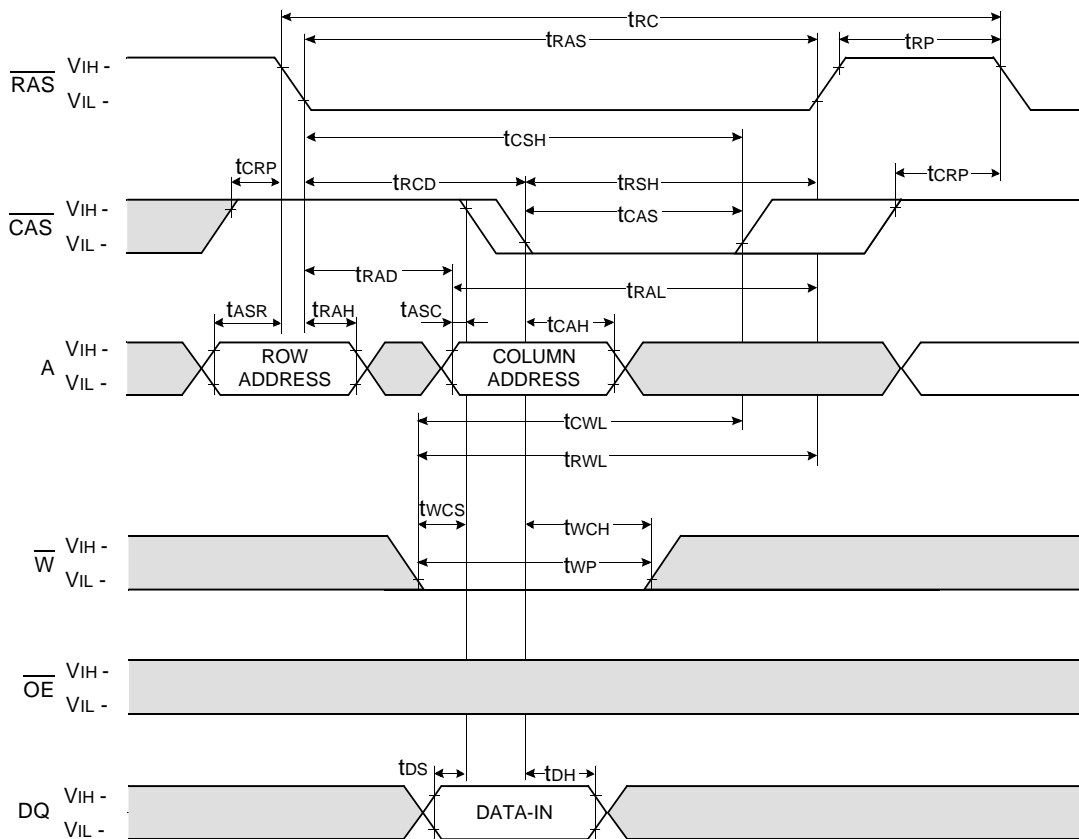 tRC
tRAS
tRP
RAS
VIH -
VIL -
tCSH
tCRP
tRCD
tRSH
tCRP
CAS
VIH -
VIL -
tCAS
tRAD
tRAL
tASR
tRAH
tASC
tCAH
A
VIH -
VIL -
ROW
ADDRESS
COLUMN
ADDRESS
tCWL
tRWL
tWCS
tWCH
W
VIH -
VIL -
tWP
OE
VIH -
VIL -
tDS
tDH
DQ
VIH -
VIL -
DATA-IN